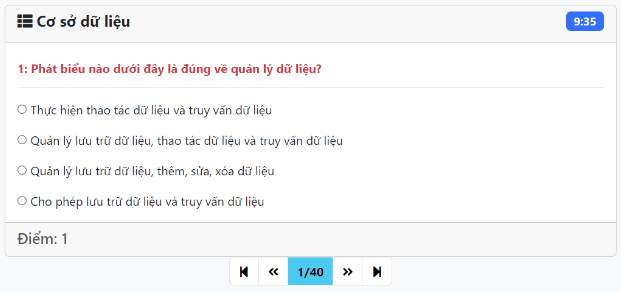 Cơ sở dữ liệu 9:35
1: Phát biểu nào dưới đây là đúng về quản lý dữ liệu?
Thực hiện thao tác dữ liệu và truy vấn dữ liệu
Quản lý lưu trữ dữ liệu, thao tác dữ liệu và truy vấn dữ liệu
Quản lý lưu trữ dữ liệu, thêm, sửa, xóa dữ liệu
Cho phép lưu trữ dữ liệu và truy vấn dữ liệu
Điểm: 1
1/40